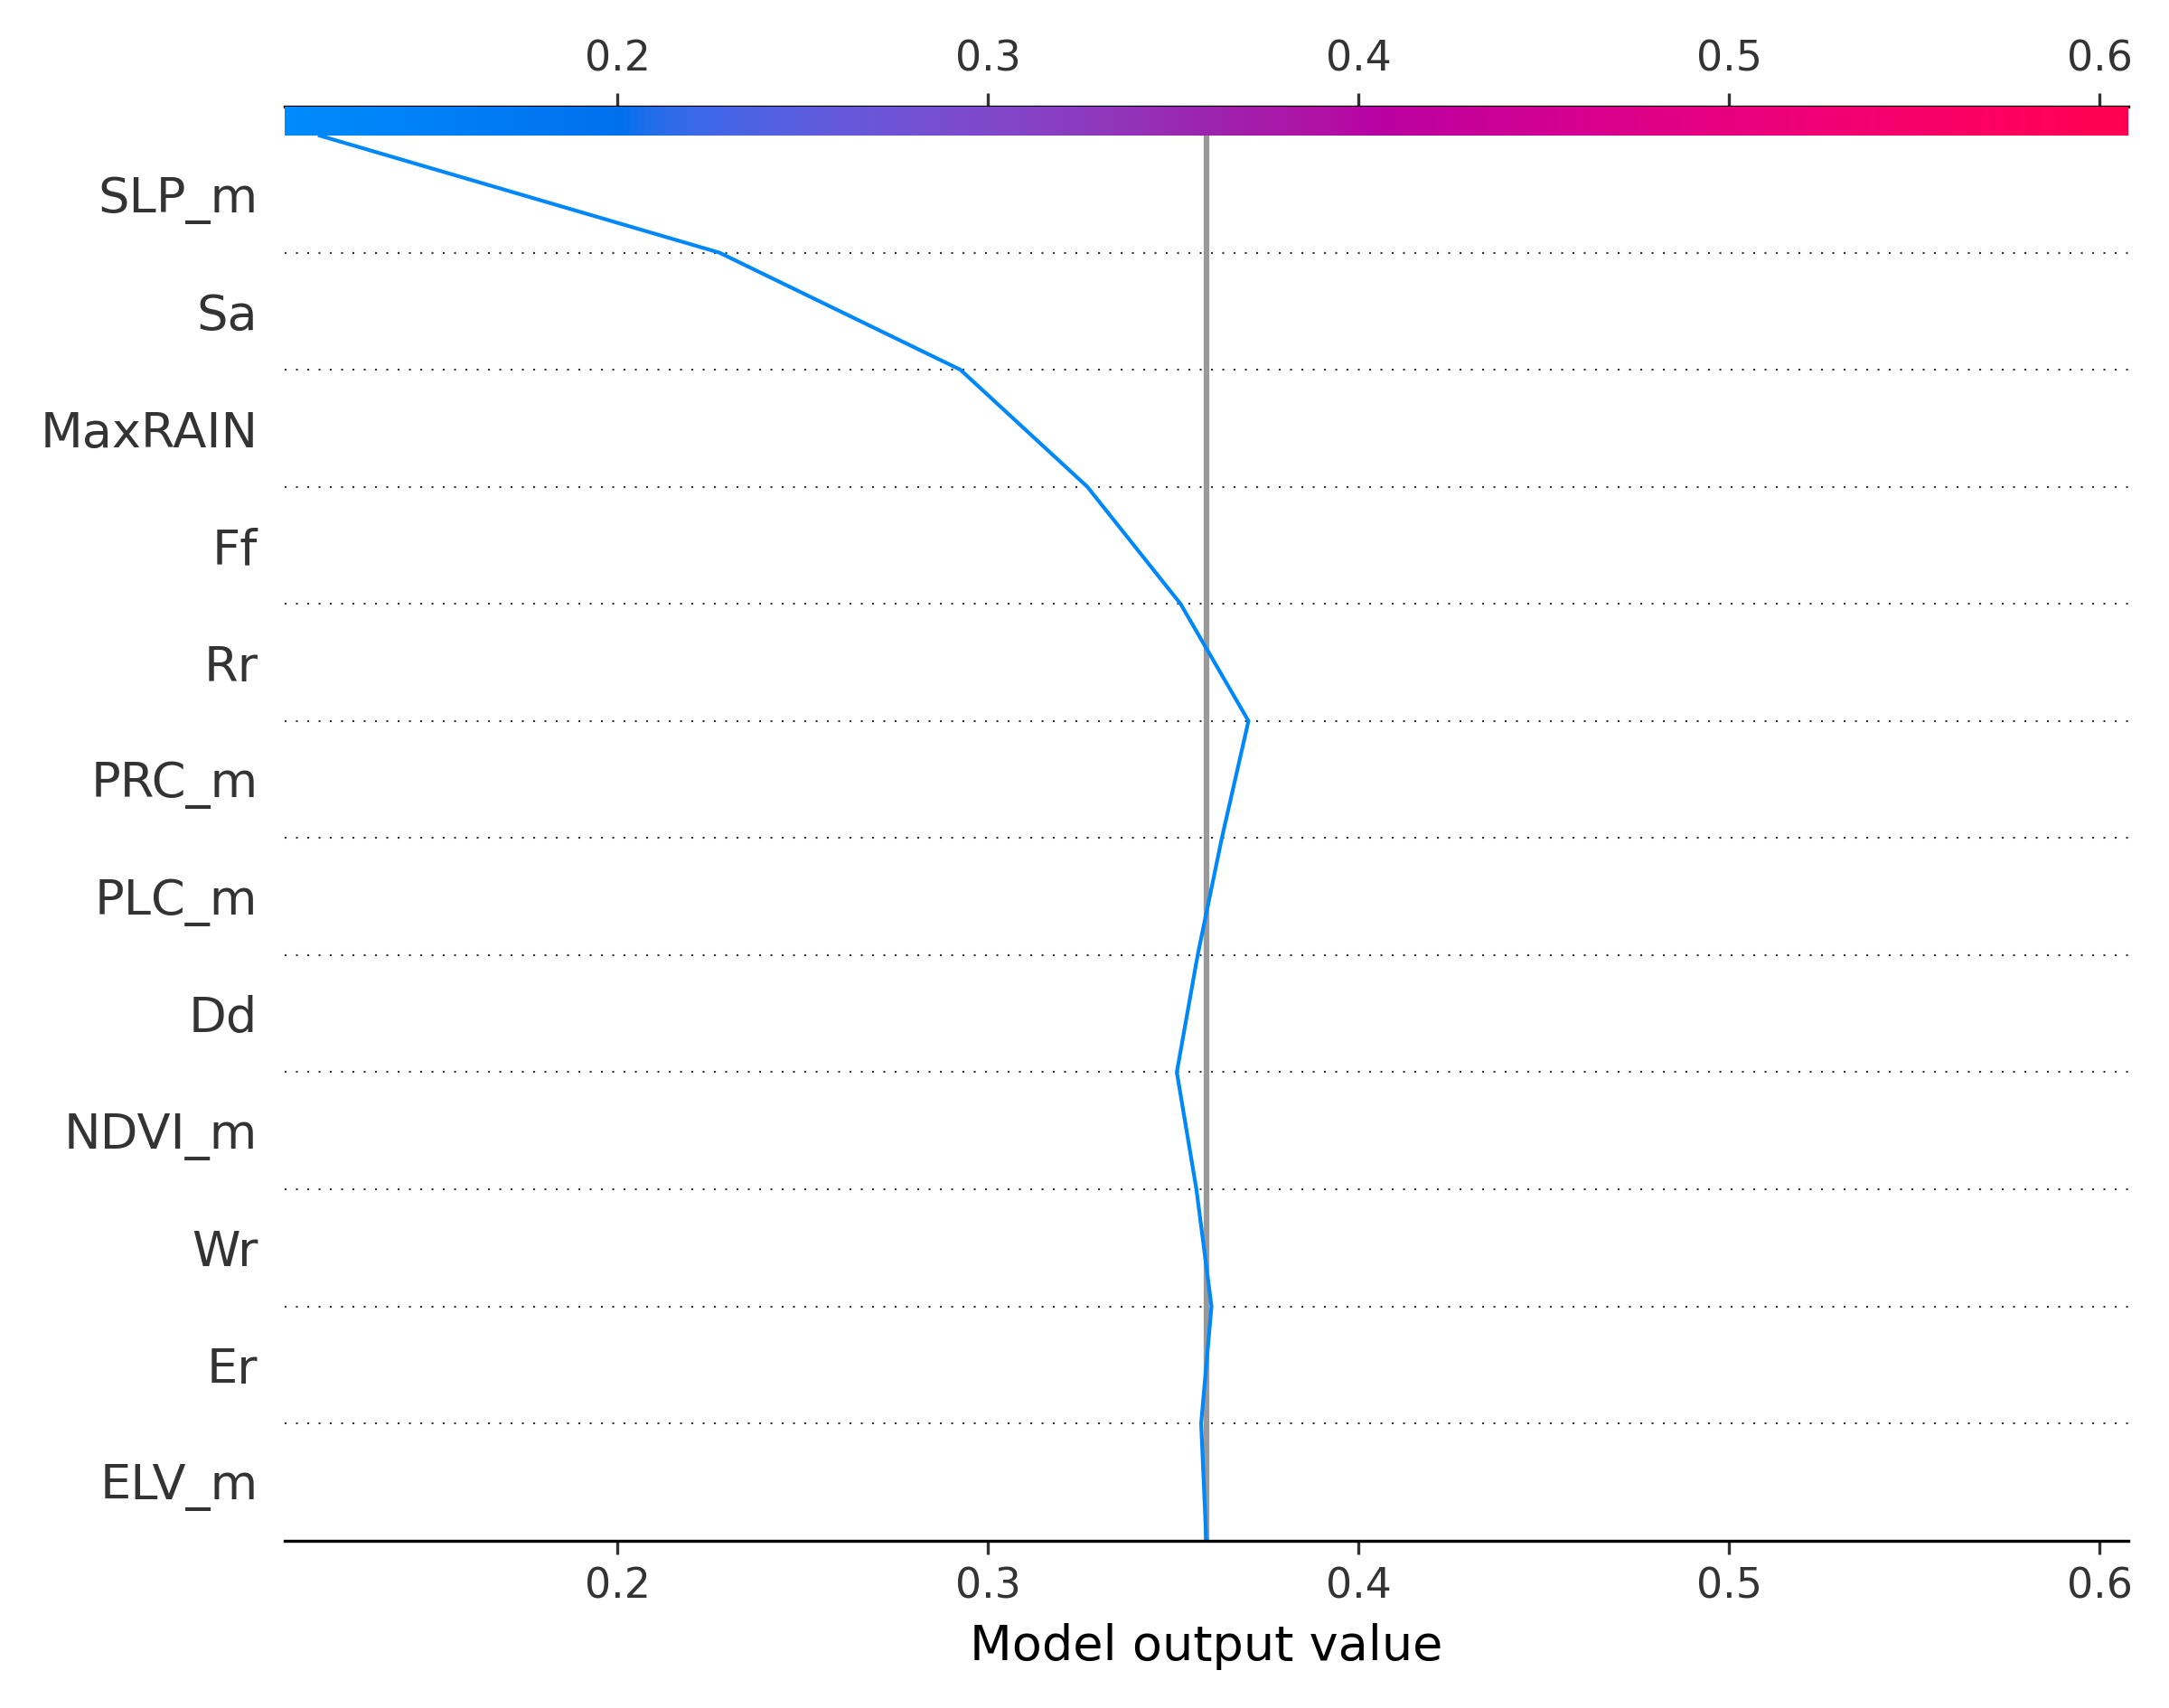 0.2 0.3 0.4 0.5 0.6
SLP_m
Sa
MaxRAIN
Ff
Rr
PRC_m
PLC_m
Dd
NDVI_m
Wr
Er
ELV_m
0.2 0.3 0.4 0.5 0.6
Model output value